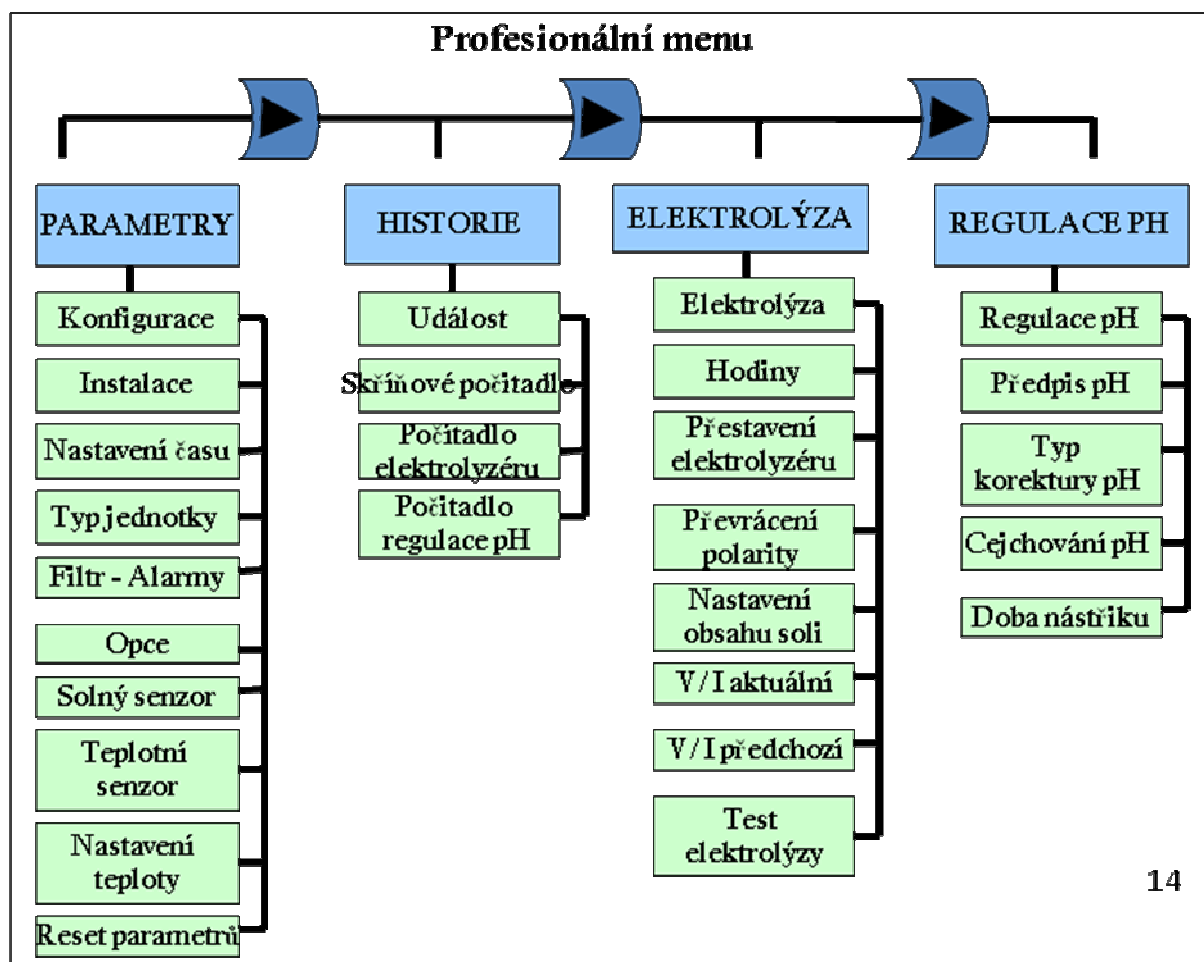 Profesionální menu
PARAMETRY
Konfigurace
Instalace
Nastavení času
Typ jednotky
Filtr - Alarmy
Opce
Solný senzor
Teplotní
senzor
Nastavení
teploty
Reset parametrů
HISTORIE
Událost
Skříňové počitadlo
Počítadlo
elektrolyzéru
Počitadlo
regulace pH
ELEKTROLÝZA
Elektrolýza
Hodiny
Přestavení
elektrolyzéru
Převrácení
polarity
Nastavení
obsahu soli
V/I aktuální
V/I předchozí
Test
elektrolýzy
REGULACE PH
Regulace pH
Předpis pH
Typ
korektury pH
Cejchování pH
Doba nástřiku
14